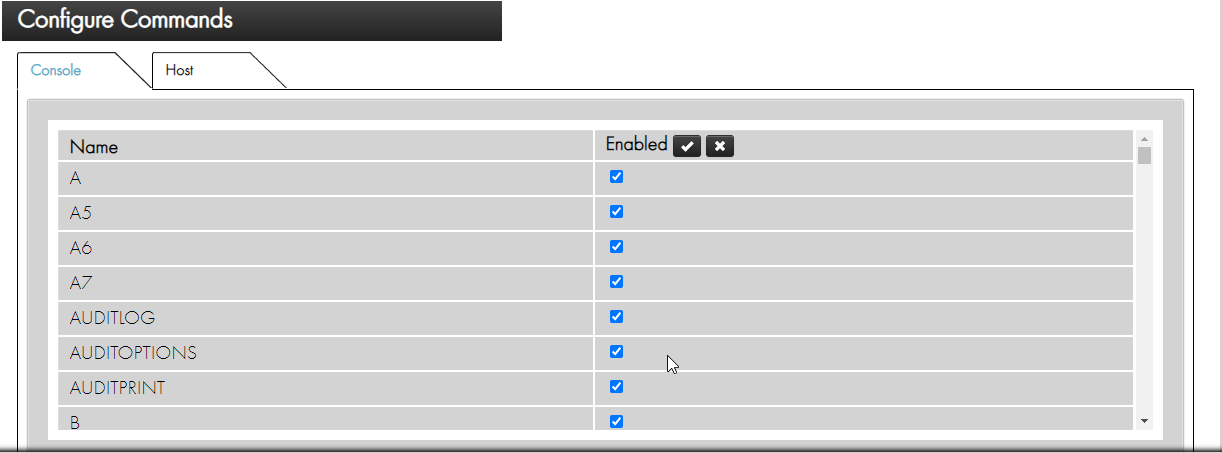 Configure Commands
Console Host
Name Enabled
A
A5
A6
A7
AUDITLOG
AUDITOPTIONS
AUDITPRINT
B